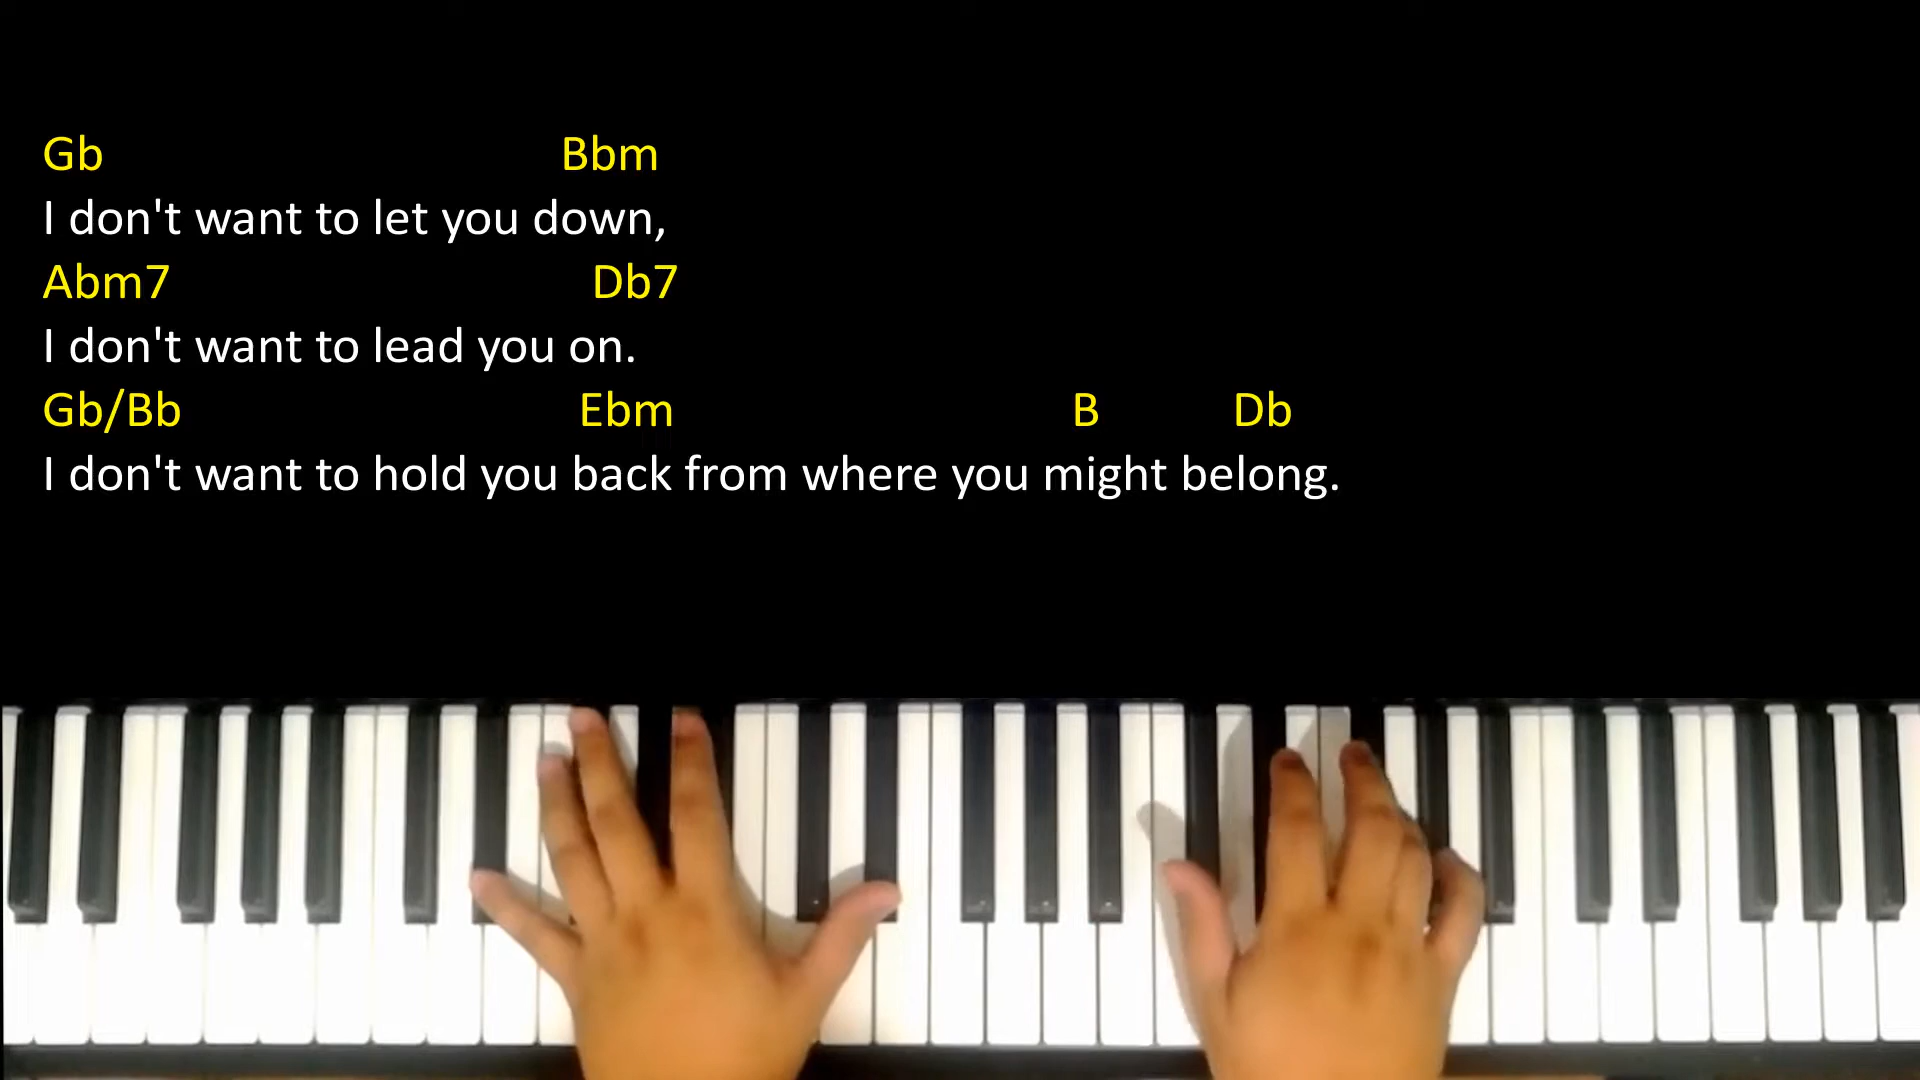 Gb Bbm
I don't want to let you down,
Abm7 Db7
I don't want to lead you on.
Gb/Bb Ebm B Db
I don't want to hold you back from where you might belong.